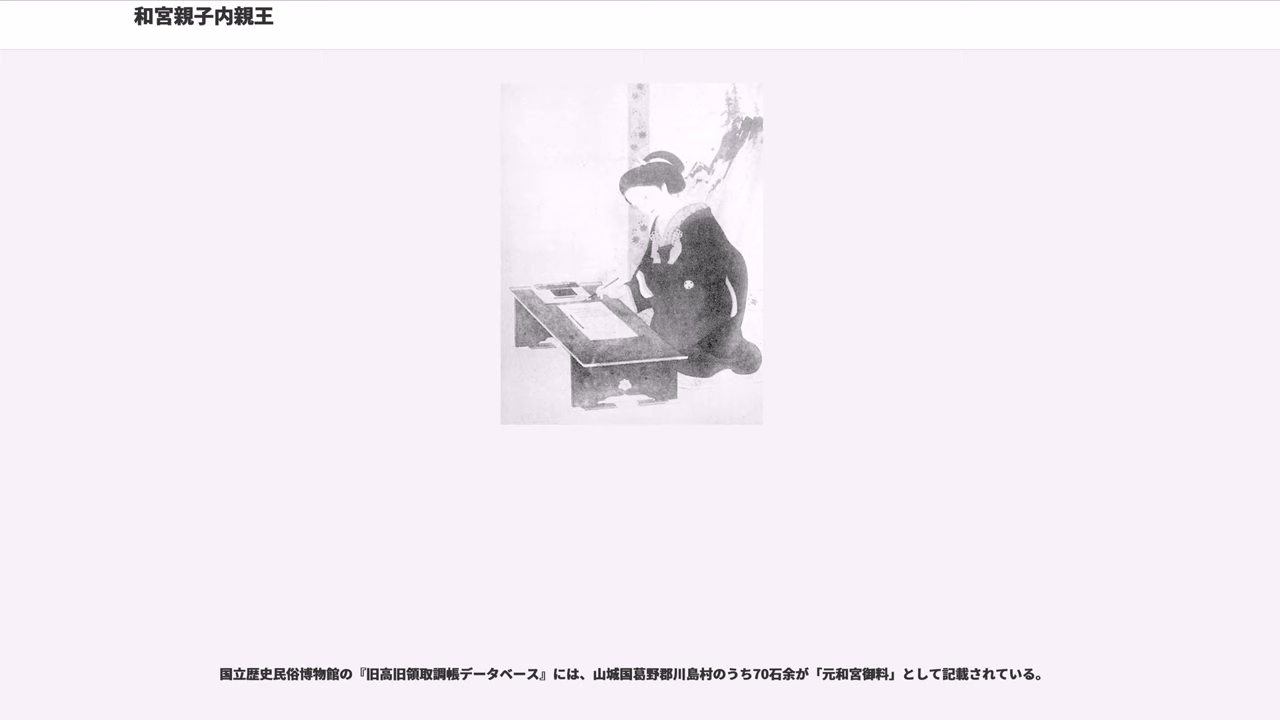 和宮親子内親王
国立歴史民俗博物館の『旧高旧領取調帳データベース』には、山城国葛野郡川島村のうち70石余が「元和宮御料」として記載されている。